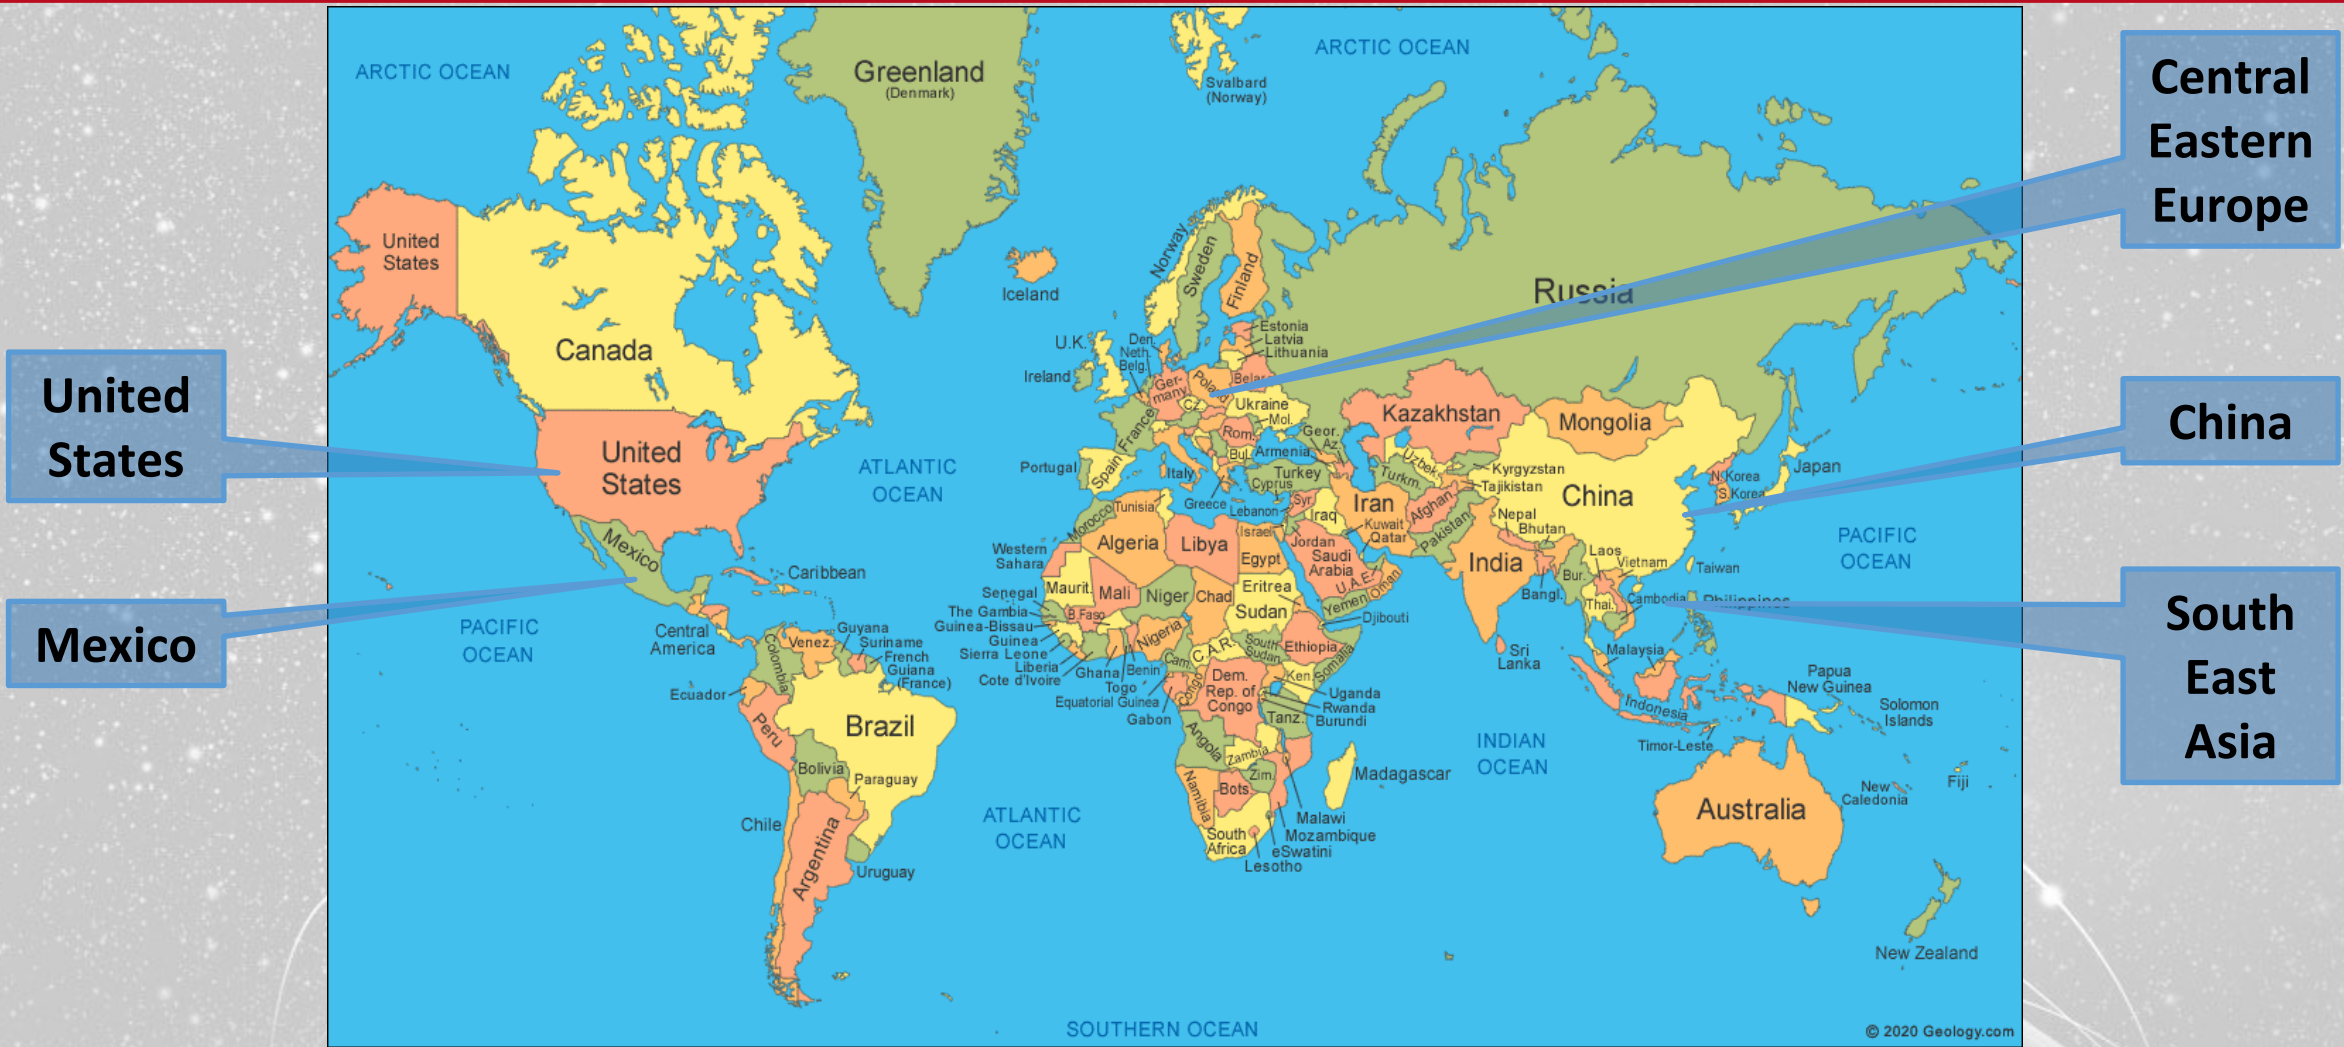 ARCTIC OCEAN
Greenland
(Denmark)
Svalbard
(Norway)
ARCTIC OCEAN
Central
Eastern
Europe
United
States
Canada
Iceland
Norway
Sweden
Finland
Russia
Estonia
Latvia
Lithuania
U.K.
Ireland
Den.
Neth.
Belg.
Ger-
many
Pola
Belar
Cz.
Ukraine
Mol.
France
Rom.
Bul.
Italy
Spain
Portugal
Greece
Geor.
Az.
Armenia
Turkey
Cyprus
Syr.
Lebanon
Israel
Iraq
Iran
Jordan
Kuwait
Qatar
Saudi
Arabia
U.A.E.
Oman
Yemen
Kazakhstan
Uzbek.
Turkm.
Kyrgyzstan
Tajikistan
Afghan.
Pakistan
Mongolia
China
N. Korea
S. Korea
Japan
Nepal
Bhutan
India
Bangl.
Bur.
Laos
Vietnam
Thai.
Cambodia
Taiwan
Philippines
Sri
Lanka
Malaysia
Indonesia
Timor-Leste
Papua
New Guinea
Solomon
Islands
Australia
New
Caledonia
Fiji
New Zealand
PACIFIC
OCEAN
INDIAN
OCEAN
China
South
East
Asia
United
States
United
States
Mexico
Mexico
Caribbean
Central
America
PACIFIC
OCEAN
ATLANTIC
OCEAN
Venez.
Guyana
Suriname
French
Guiana
(France)
Colombia
Ecuador
Peru
Brazil
Bolivia
Paraguay
Chile
Argentina
Uruguay
Morocco
Tunisia
Algeria
Libya
Egypt
Western
Sahara
Maurit.
Mali
Niger
Chad
Sudan
Eritrea
Djibouti
Senegal
The Gambia
Guinea-Bissau
Guinea
Sierra Leone
Liberia
Cote d'Ivoire
B.Faso
Ghana
Togo
Benin
Nigeria
Cam.
Equatorial Guinea
Gabon
Congo
C.A.R.
South
Sudan
Ethiopia
Somalia
Dem.
Rep. of
Congo
Ken.
Uganda
Rwanda
Burundi
Tanz.
Angola
Zambia
Zim.
Namibia
Bots.
South
Africa
Malawi
Mozambique
eSwatini
Lesotho
Madagascar
ATLANTIC
OCEAN
SOUTHERN OCEAN
© 2020 Geology.com